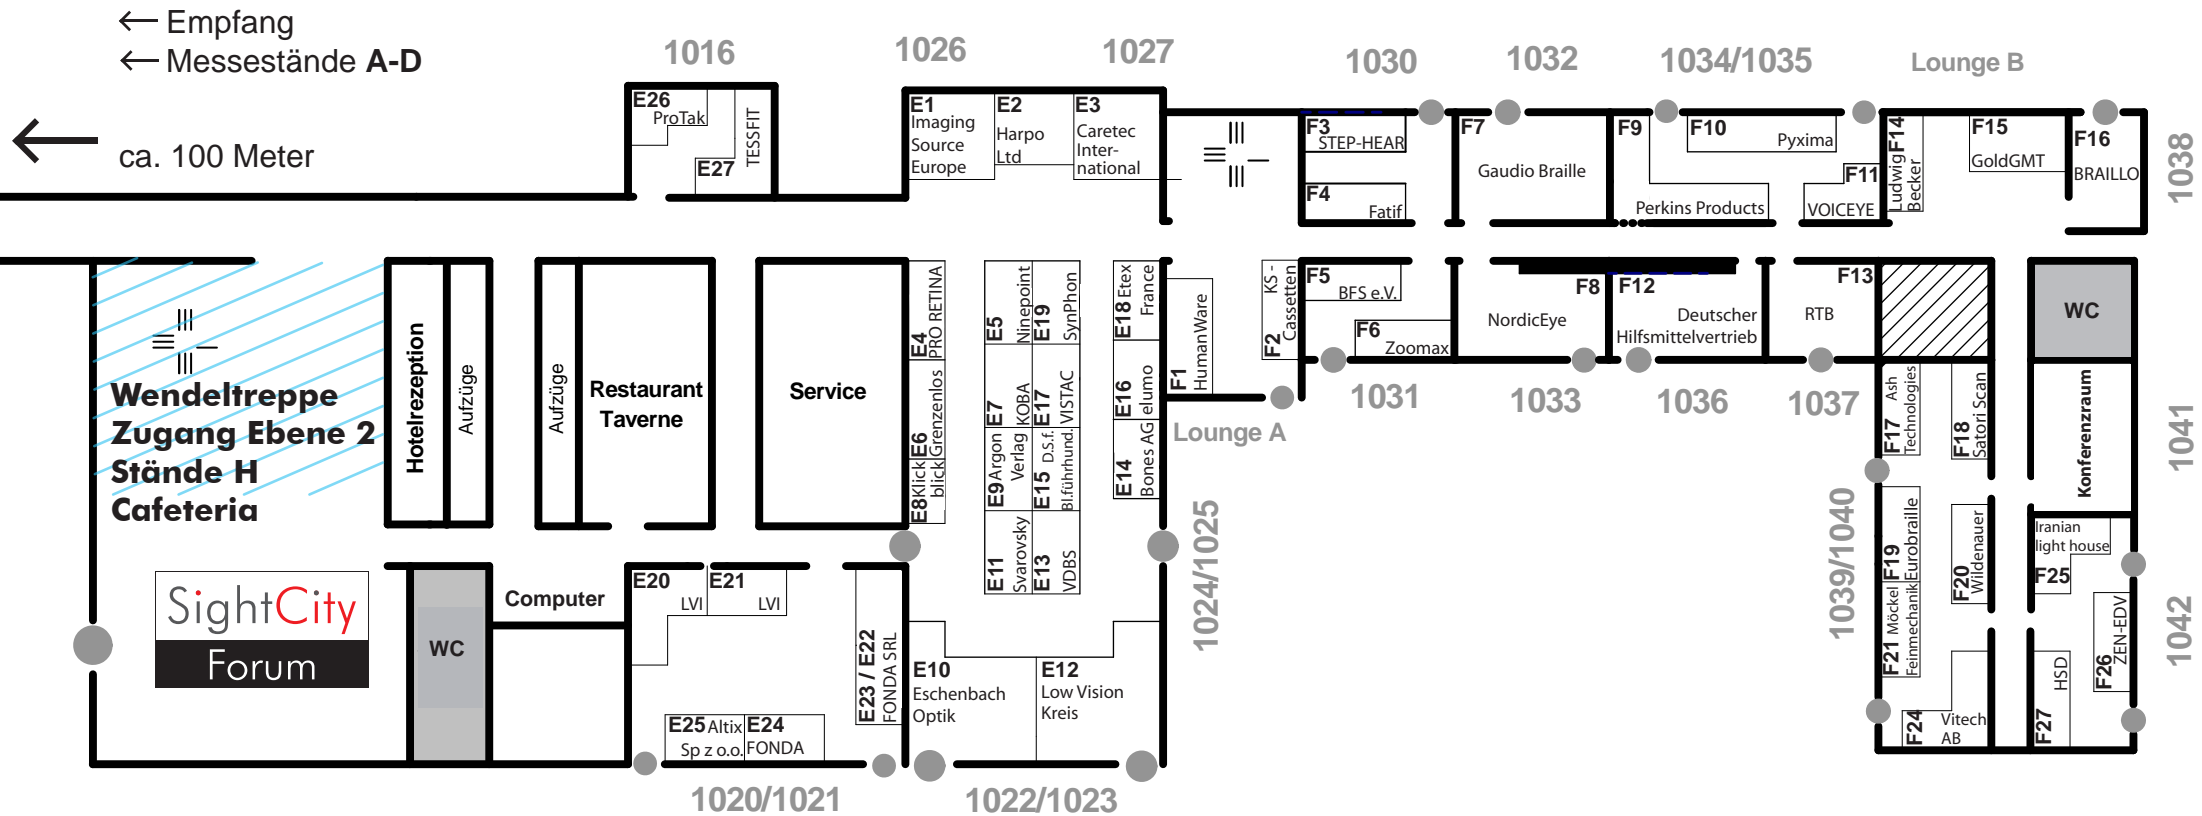 Empfang
Messestände A-D
ca. 100 Meter
1016
1026
1027
1030
1032
1034/1035
Lounge B
1038
E26
ProTak
E27
TESSFIT
E1
Imaging
Source
Europe
E2
Harpo
Ltd
E3
Caretec
Inter-
national
F3
STEP-HEAR
F4
Fatif
F7
Gaudio Braille
F9
Perkins Products
F10
Pyxima
F11
VOICEYE
F14
Ludwig
Becker
F15
GoldGMT
F16
BRAILLO
Wendeltreppe
Zugang Ebene 2
Stände H
Cafeteria
Hotelrezeption
Aufzüge
Aufzüge
Restaurant
Taverne
Service
E4
PRO RETINA
E6
Grenzenlos
E8
Klick
blick
E5
Ninepoint
E19
SynPhon
E7
KOBA
E17
VISTAC
E9
Argon
Verlag
E15
D.S.f.
Bl.führhund.
E11
Svarovsky
E13
VDBS
E18
Etex
France
E16
elumo
E14
Bones AG
F1
HumanWare
F2
KS -
Cassetten
Lounge A
F5
BFS e.V.
F6
Zoomax
F8
NordicEye
F12
Deutscher
Hilfsmittelvertrieb
F13
RTB
WC
1031
1033
1036
1037
1041
F17
Ash
Technologies
F18
Satori Scan
Konferenzraum
1024/1025
1039/1040
F19
Eurobraille
F20
Wildenauer
F21
Möckel
Feinmechanik
F24
Vitech
AB
Iranian
light house
F25
F26
ZEN-EDV
F27
HSD
1042
SightCity
Forum
WC
Computer
E20
LVI
E21
LVI
E23 / E22
FONDA SRL
E25
Altix
Sp z o.o.
E24
FONDA
E10
Eschenbach
Optik
E12
Low Vision
Kreis
1020/1021
1022/1023